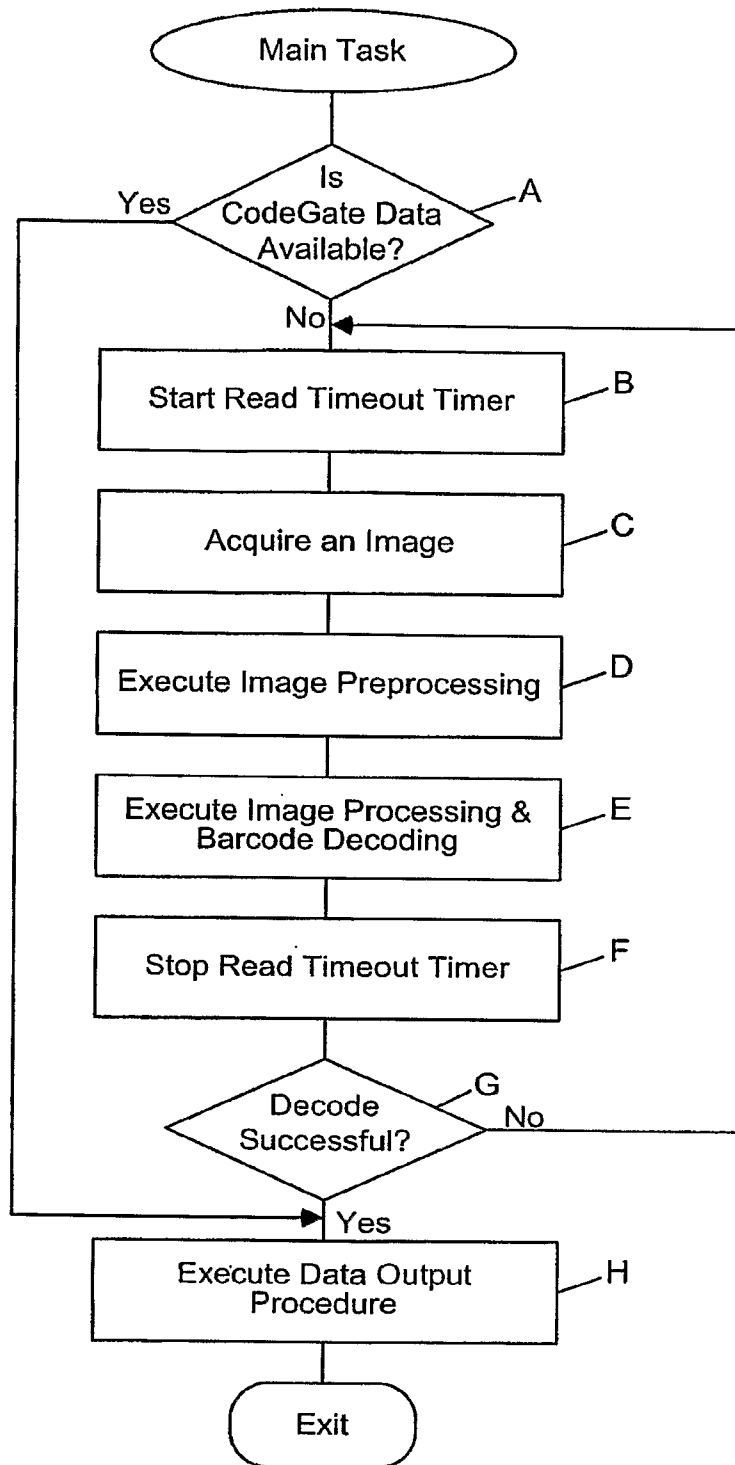 Main Task
Is
CodeGate Data
Available?
A
Yes
No
Start Read Timeout Timer
B
Acquire an Image
C
Execute Image Preprocessing
D
Execute Image Processing &
Barcode Decoding
E
Stop Read Timeout Timer
F
Decode
Successful?
G
No
Yes
Execute Data Output
Procedure
H
Exit